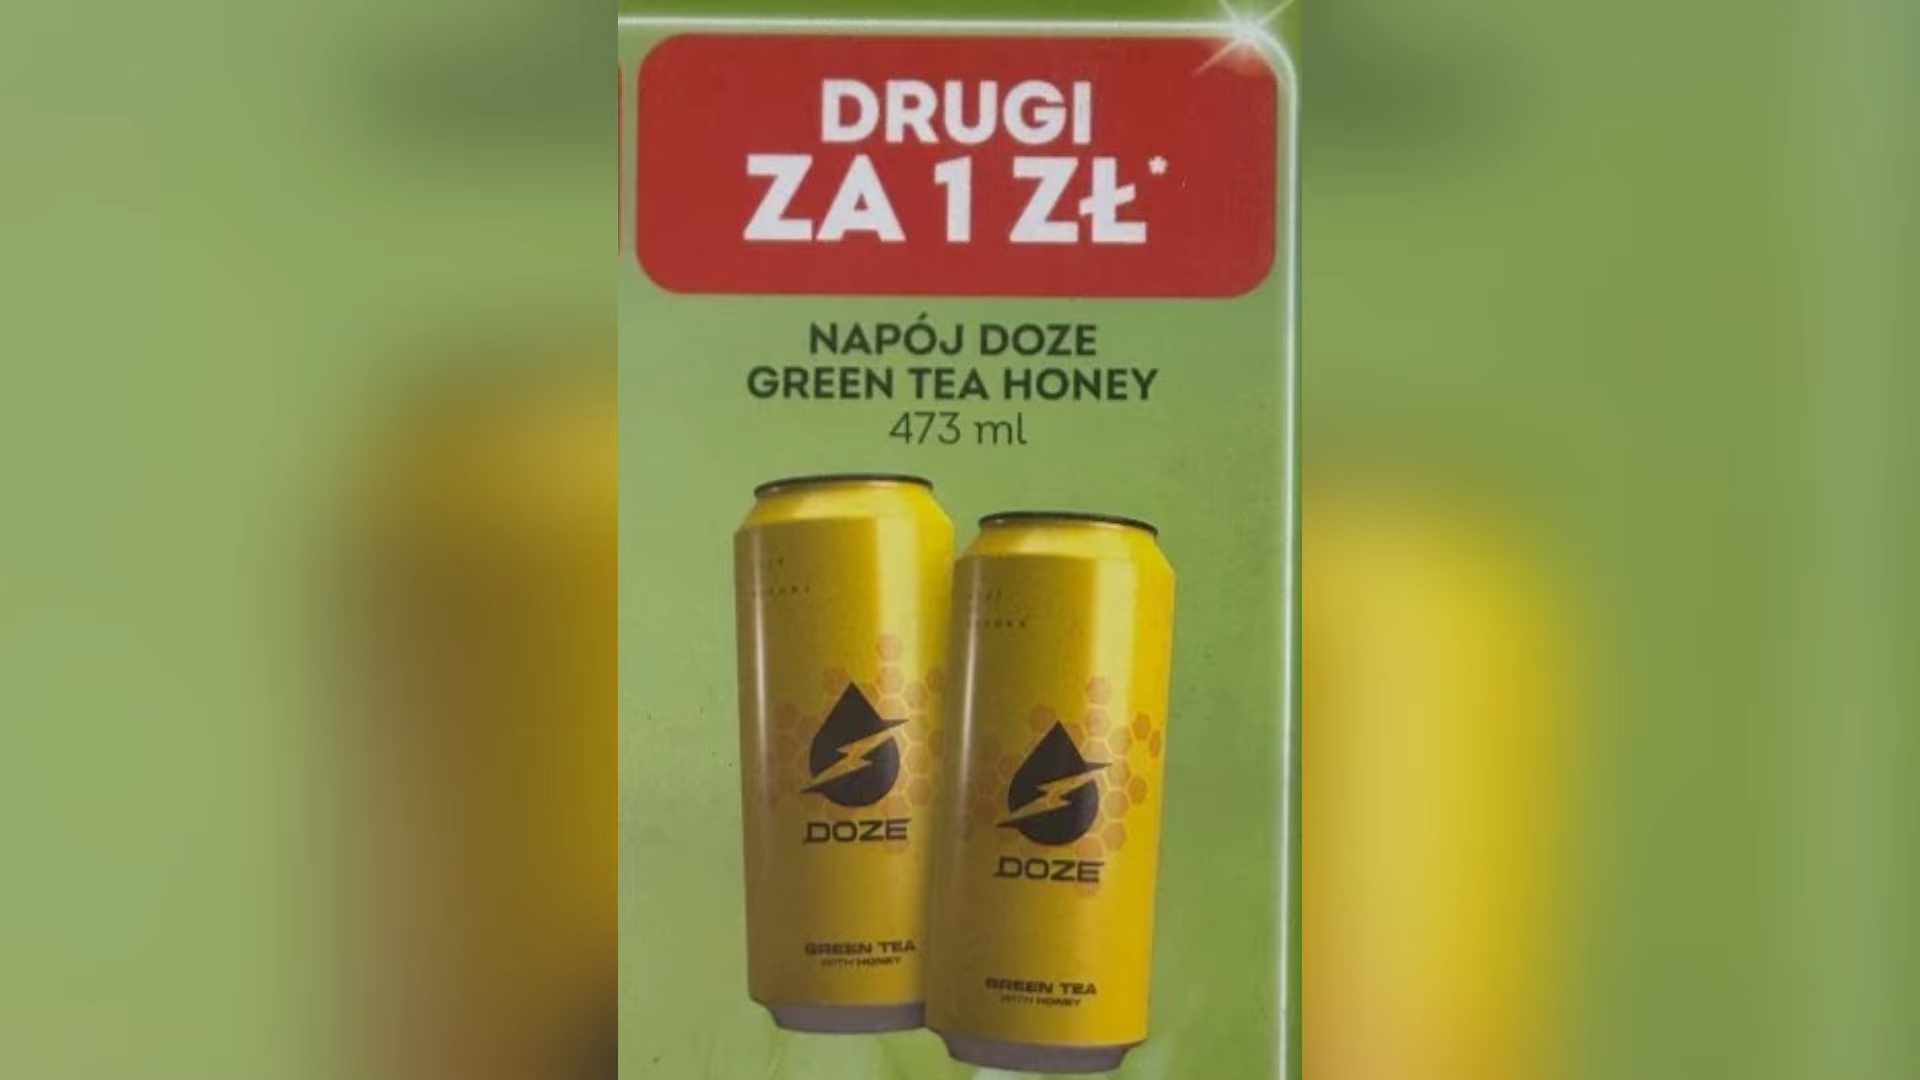 DRUGI
ZA 1 ZŁ*
NAPÓJ DOZE
GREEN TEA HONEY
473 ml
DOZE
GREEN TEA
WITH HONEY
DOZE
GREEN TEA
WITH HONEY